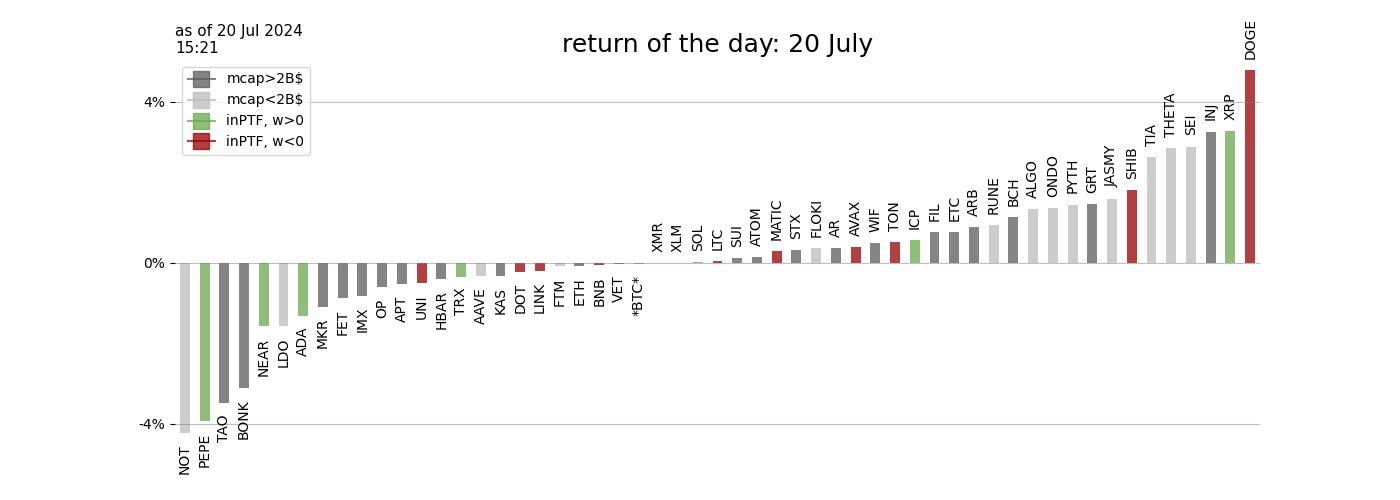 as of 20 Jul 2024
15:21
return of the day: 20 July
mcap>2B$
mcap<2B$
inPTF, w>0
inPTF, w<0
4%
0%
-4%
NOT
PEPE
TAO
BONK
NEAR
LDO
ADA
MKR
FET
IMX
OP
APT
UNI
HBAR
TRX
AAVE
KAS
DOT
LINK
FTM
ETH
BNB
VET
*BTC*
XMR
XLM
SOL
LTC
SUI
ATOM
MATIC
STX
FLOKI
AR
AVAX
WIF
TON
ICP
FIL
ETC
ARB
RUNE
BCH
ALGO
ONDO
PYTH
GRT
JASMY
SHIB
TIA
THETA
SEI
INJ
XRP
DOGE